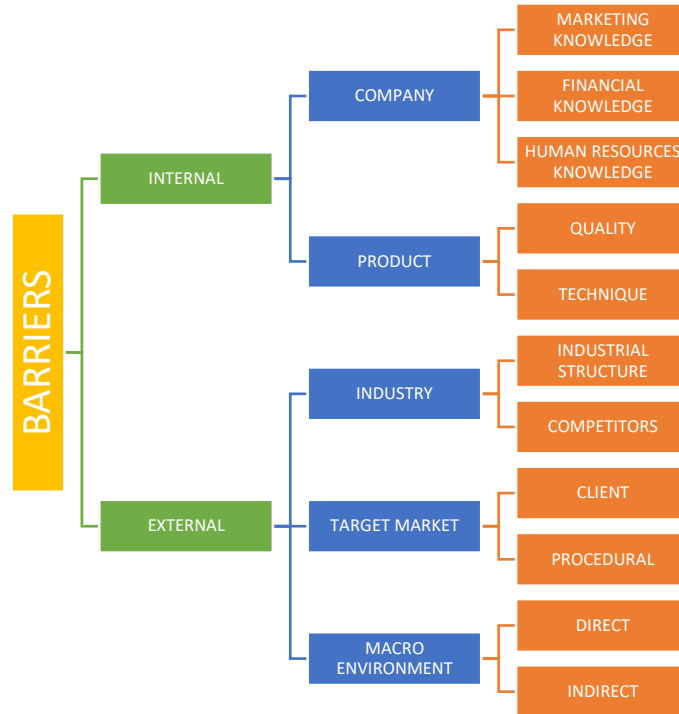 BARRIERS
INTERNAL
COMPANY
MARKETING
KNOWLEDGE
FINANCIAL
KNOWLEDGE
HUMAN RESOURCES
KNOWLEDGE
PRODUCT
QUALITY
TECHNIQUE
EXTERNAL
INDUSTRY
INDUSTRIAL
STRUCTURE
COMPETITORS
TARGET MARKET
CLIENT
PROCEDURAL
MACRO
ENVIRONMENT
DIRECT
INDIRECT